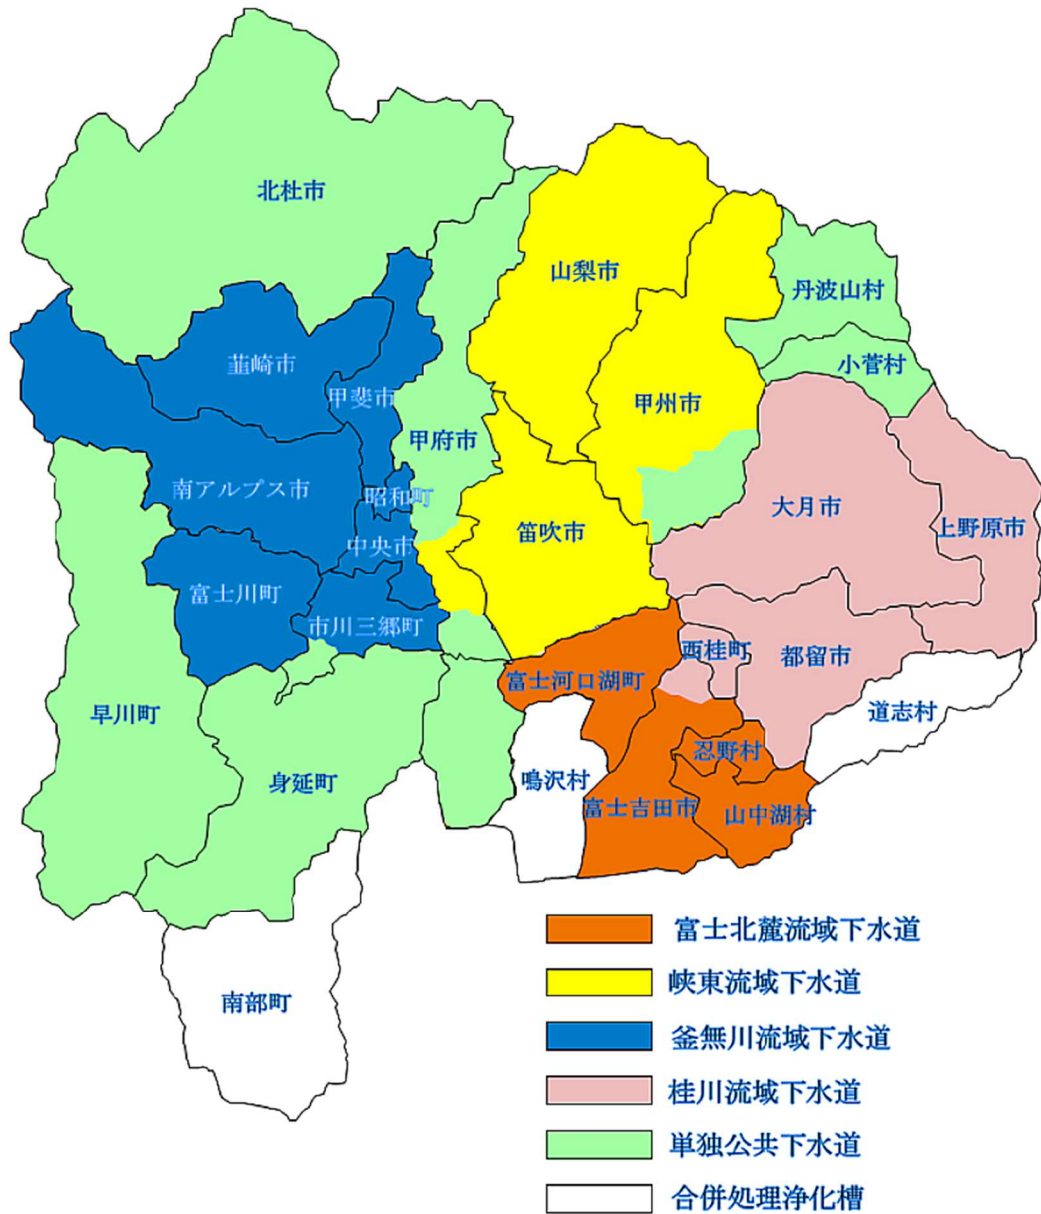 北杜市
山梨市
丹波山村
韮崎市
小菅村
甲斐市
甲州市
甲府市
南アルプス市
昭和町
大月市
笛吹市
上野原市
中央市
富士川町
市川三郷町
西桂町
都留市
富士河口湖町
早川町
道志村
忍野村
身延町
鳴沢村
富士吉田市
山中湖村
南部町
富士北麓流域下水道
峡東流域下水道
釜無川流域下水道
桂川流域下水道
単独公共下水道
合併処理浄化槽